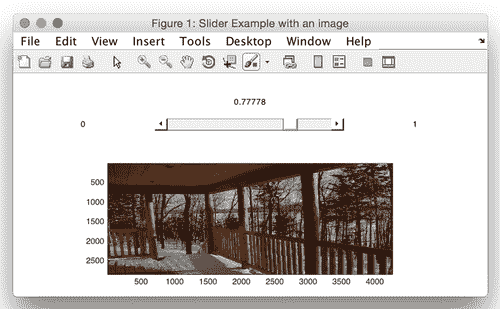 Figure 1: Slider Example with an image
File Edit View Insert Tools Desktop Window Help
0.77778
0 1
500
1000
1500
2000
2500
500 1000 1500 2000 2500 3000 3500 4000